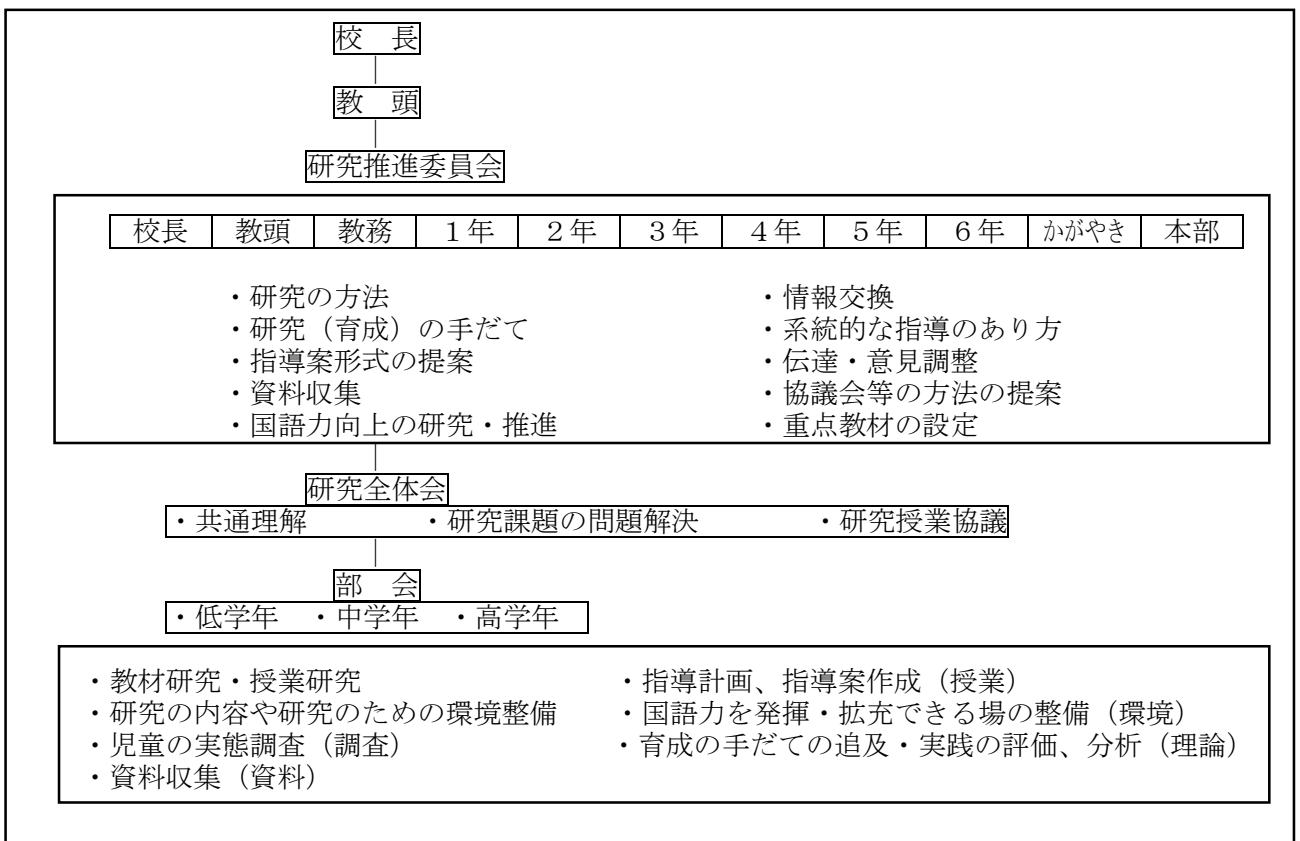 校　長
教　頭
研究推進委員会
校長 教頭 教務 １年 ２年 ３年 ４年 ５年 ６年 かがやき 本部
・研究の方法　・情報交換
・研究（育成）の手だて　・系統的な指導のあり方
・指導案形式の提案　・伝達・意見調整
・資料収集　・協議会等の方法の提案
・国語力向上の研究・推進　・重点教材の設定
研究全体会
・共通理解　・研究課題の問題解決　・研究授業協議
部　会
・低学年　・中学年　・高学年
・教材研究・授業研究　・指導計画、指導案作成（授業）
・研究の内容や研究のための環境整備　・国語力を発揮・拡充できる場の整備（環境）
・児童の実態調査（調査）　・育成の手だての追及・実践の評価、分析（理論）
・資料収集（資料）